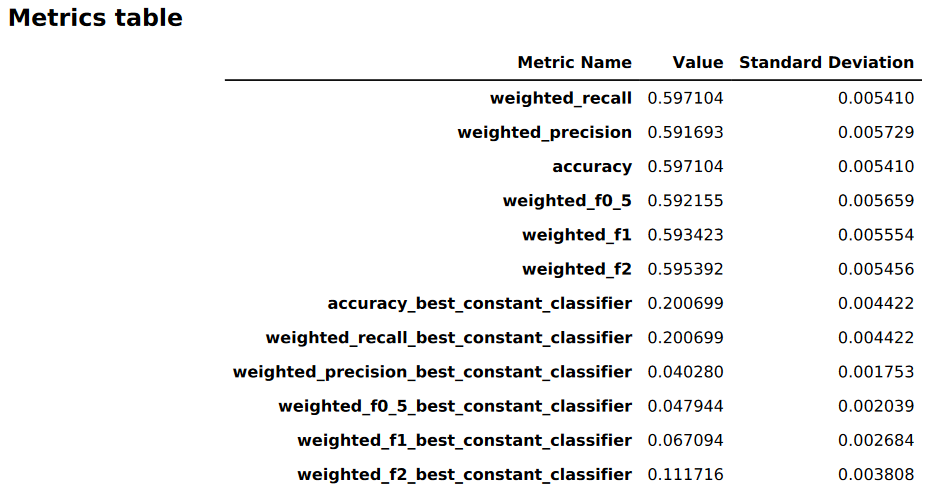 Metrics table
Metric Name Value Standard Deviation
weighted_recall 0.597104 0.005410
weighted_precision 0.591693 0.005729
accuracy 0.597104 0.005410
weighted_f0_5 0.592155 0.005659
weighted_f1 0.593423 0.005554
weighted_f2 0.595392 0.005456
accuracy_best_constant_classifier 0.200699 0.004422
weighted_recall_best_constant_classifier 0.200699 0.004422
weighted_precision_best_constant_classifier 0.040280 0.001753
weighted_f0_5_best_constant_classifier 0.047944 0.002039
weighted_f1_best_constant_classifier 0.067094 0.002684
weighted_f2_best_constant_classifier 0.111716 0.003808